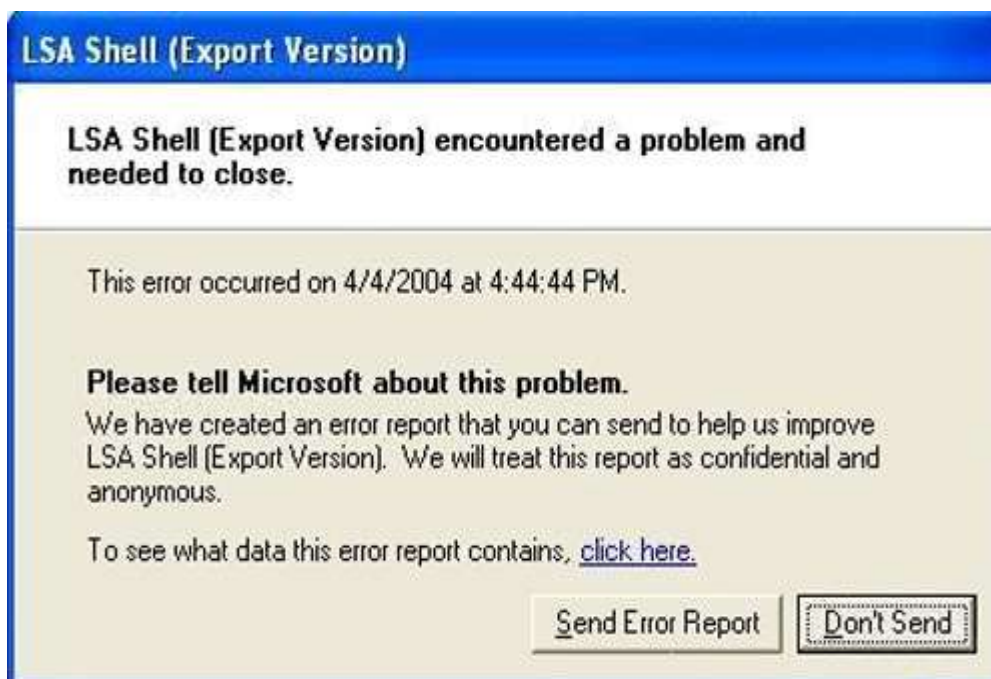 LSA Shell (Export Version)
LSA Shell (Export Version) encountered a problem and
needed to close.
This error occurred on 4/4/2004 at 4:44:44 PM.
Please tell Microsoft about this problem.
We have created an error report that you can send to help us improve
LSA Shell (Export Version). We will treat this report as confidential and
anonymous.
To see what data this error report contains, click here.
Send Error Report Don't Send